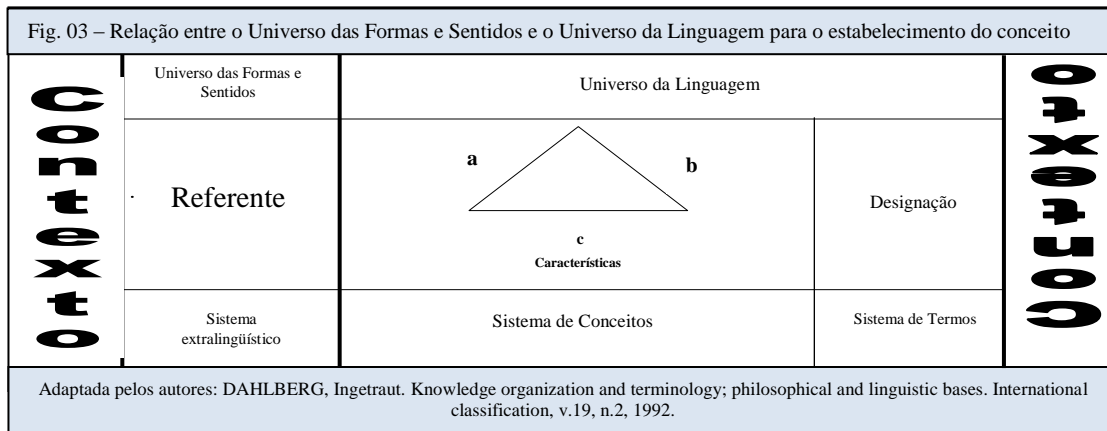 Fig. 03 – Relação entre o Universo das Formas e Sentidos e o Universo da Linguagem para o estabelecimento do conceito
Contexto
Universo das Formas e
Sentidos
Universo da Linguagem
Contexto
Referente
a
b
c
Características
Designação
Sistema
extralingüístico
Sistema de Conceitos
Sistema de Termos
Adaptada pelos autores: DAHLBERG, Ingetraut. Knowledge organization and terminology; philosophical and linguistic bases. International
classification, v.19, n.2, 1992.